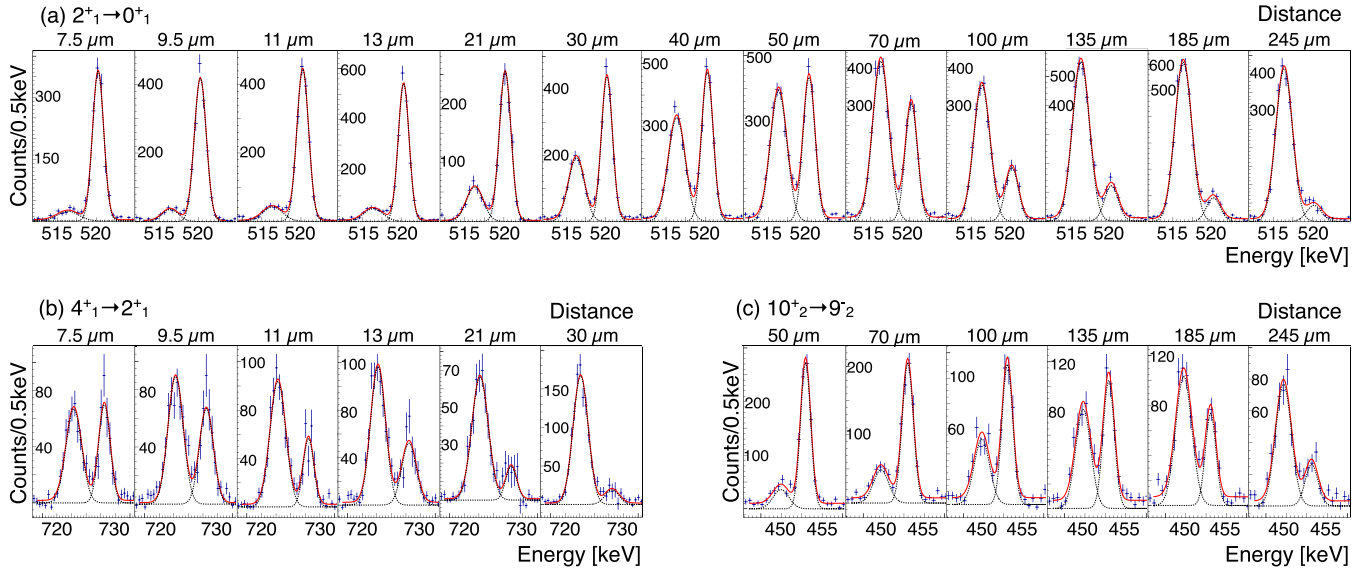 (a) 2⁺₁→0⁺₁ Distance
7.5 µm 9.5 µm 11 µm 13 µm 21 µm 30 µm 40 µm 50 µm 70 µm 100 µm 135 µm 185 µm 245 µm
Counts/0.5keV
300 150
400 200
400 200
600 400 200
200 100
400 200
500 300
500 300 100
400 300 100
400 300 100
500 400 100
600 500 100
400 300 100
515 520 515 520 515 520 515 520 515 520 515 520 515 520 515 520 515 520 515 520 515 520 515 520 515 520
Energy [keV]
(b) 4⁺₁→2⁺₁ Distance
7.5 µm 9.5 µm 11 µm 13 µm 21 µm 30 µm
Counts/0.5keV
80 40
80 40
100 80 40
100 80 40
70 50 30
150 100 50
720 730 720 730 720 730 720 730 720 730 720 730
Energy [keV]
(c) 10⁺₂→9⁻₂
Distance
50 µm 70 µm 100 µm 135 µm 185 µm 245 µm
Counts/0.5keV
200 100
200 100
100 60
120 80 40
120 80 40
80 60
450 455 450 455 450 455 450 455 450 455 450 455
Energy [keV]